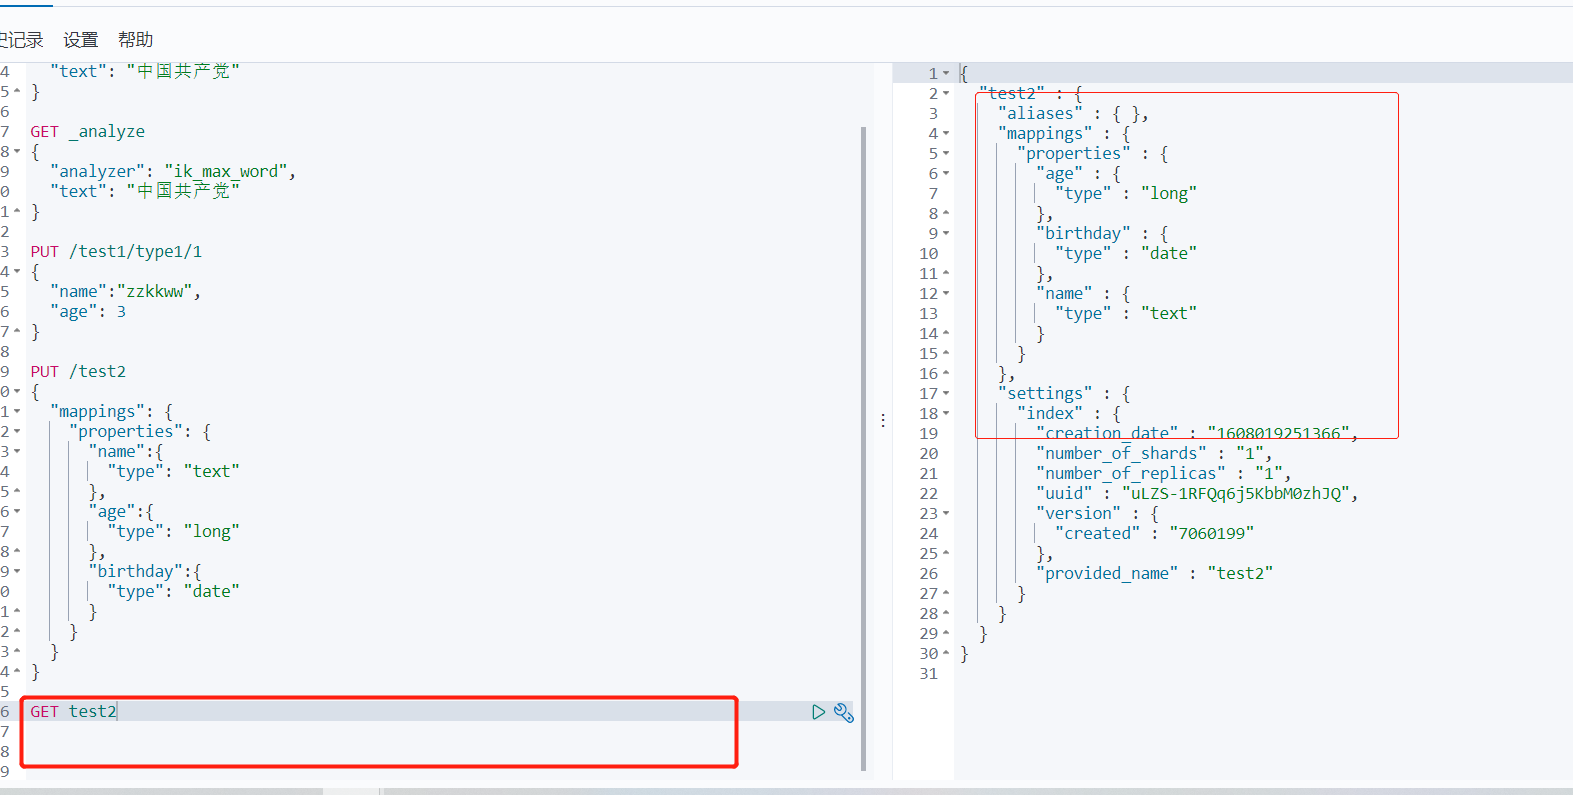 史记录 设置 帮助
4 "text": "中国共产党"
5 }
6
7 GET _analyze
8 {
9 "analyzer": "ik_max_word",
0 "text": "中国共产党"
1 }
2
3 PUT /test1/type1/1
4 {
5 "name":"zzkkww",
6 "age": 3
7 }
8
9 PUT /test2
0 {
1 "mappings": {
2 "properties": {
3 "name":{
4 "type": "text"
5 },
6 "age":{
7 "type": "long"
8 },
9 "birthday":{
0 "type": "date"
1 }
2 }
3 }
4 }
5
6 GET test2
7
8
9
1 {
2 "test2" : {
3 "aliases" : { },
4 "mappings" : {
5 "properties" : {
6 "age" : {
7 "type" : "long"
8 },
9 "birthday" : {
10 "type" : "date"
11 },
12 "name" : {
13 "type" : "text"
14 }
15 }
16 },
17 "settings" : {
18 "index" : {
19 "creation_date" : "1608019251366",
20 "number_of_shards" : "1",
21 "number_of_replicas" : "1",
22 "uuid" : "uLZS-1RFQq6j5KbbM0zhJQ",
23 "version" : {
24 "created" : "7060199"
25 },
26 "provided_name" : "test2"
27 }
28 }
29 }
30 }
31